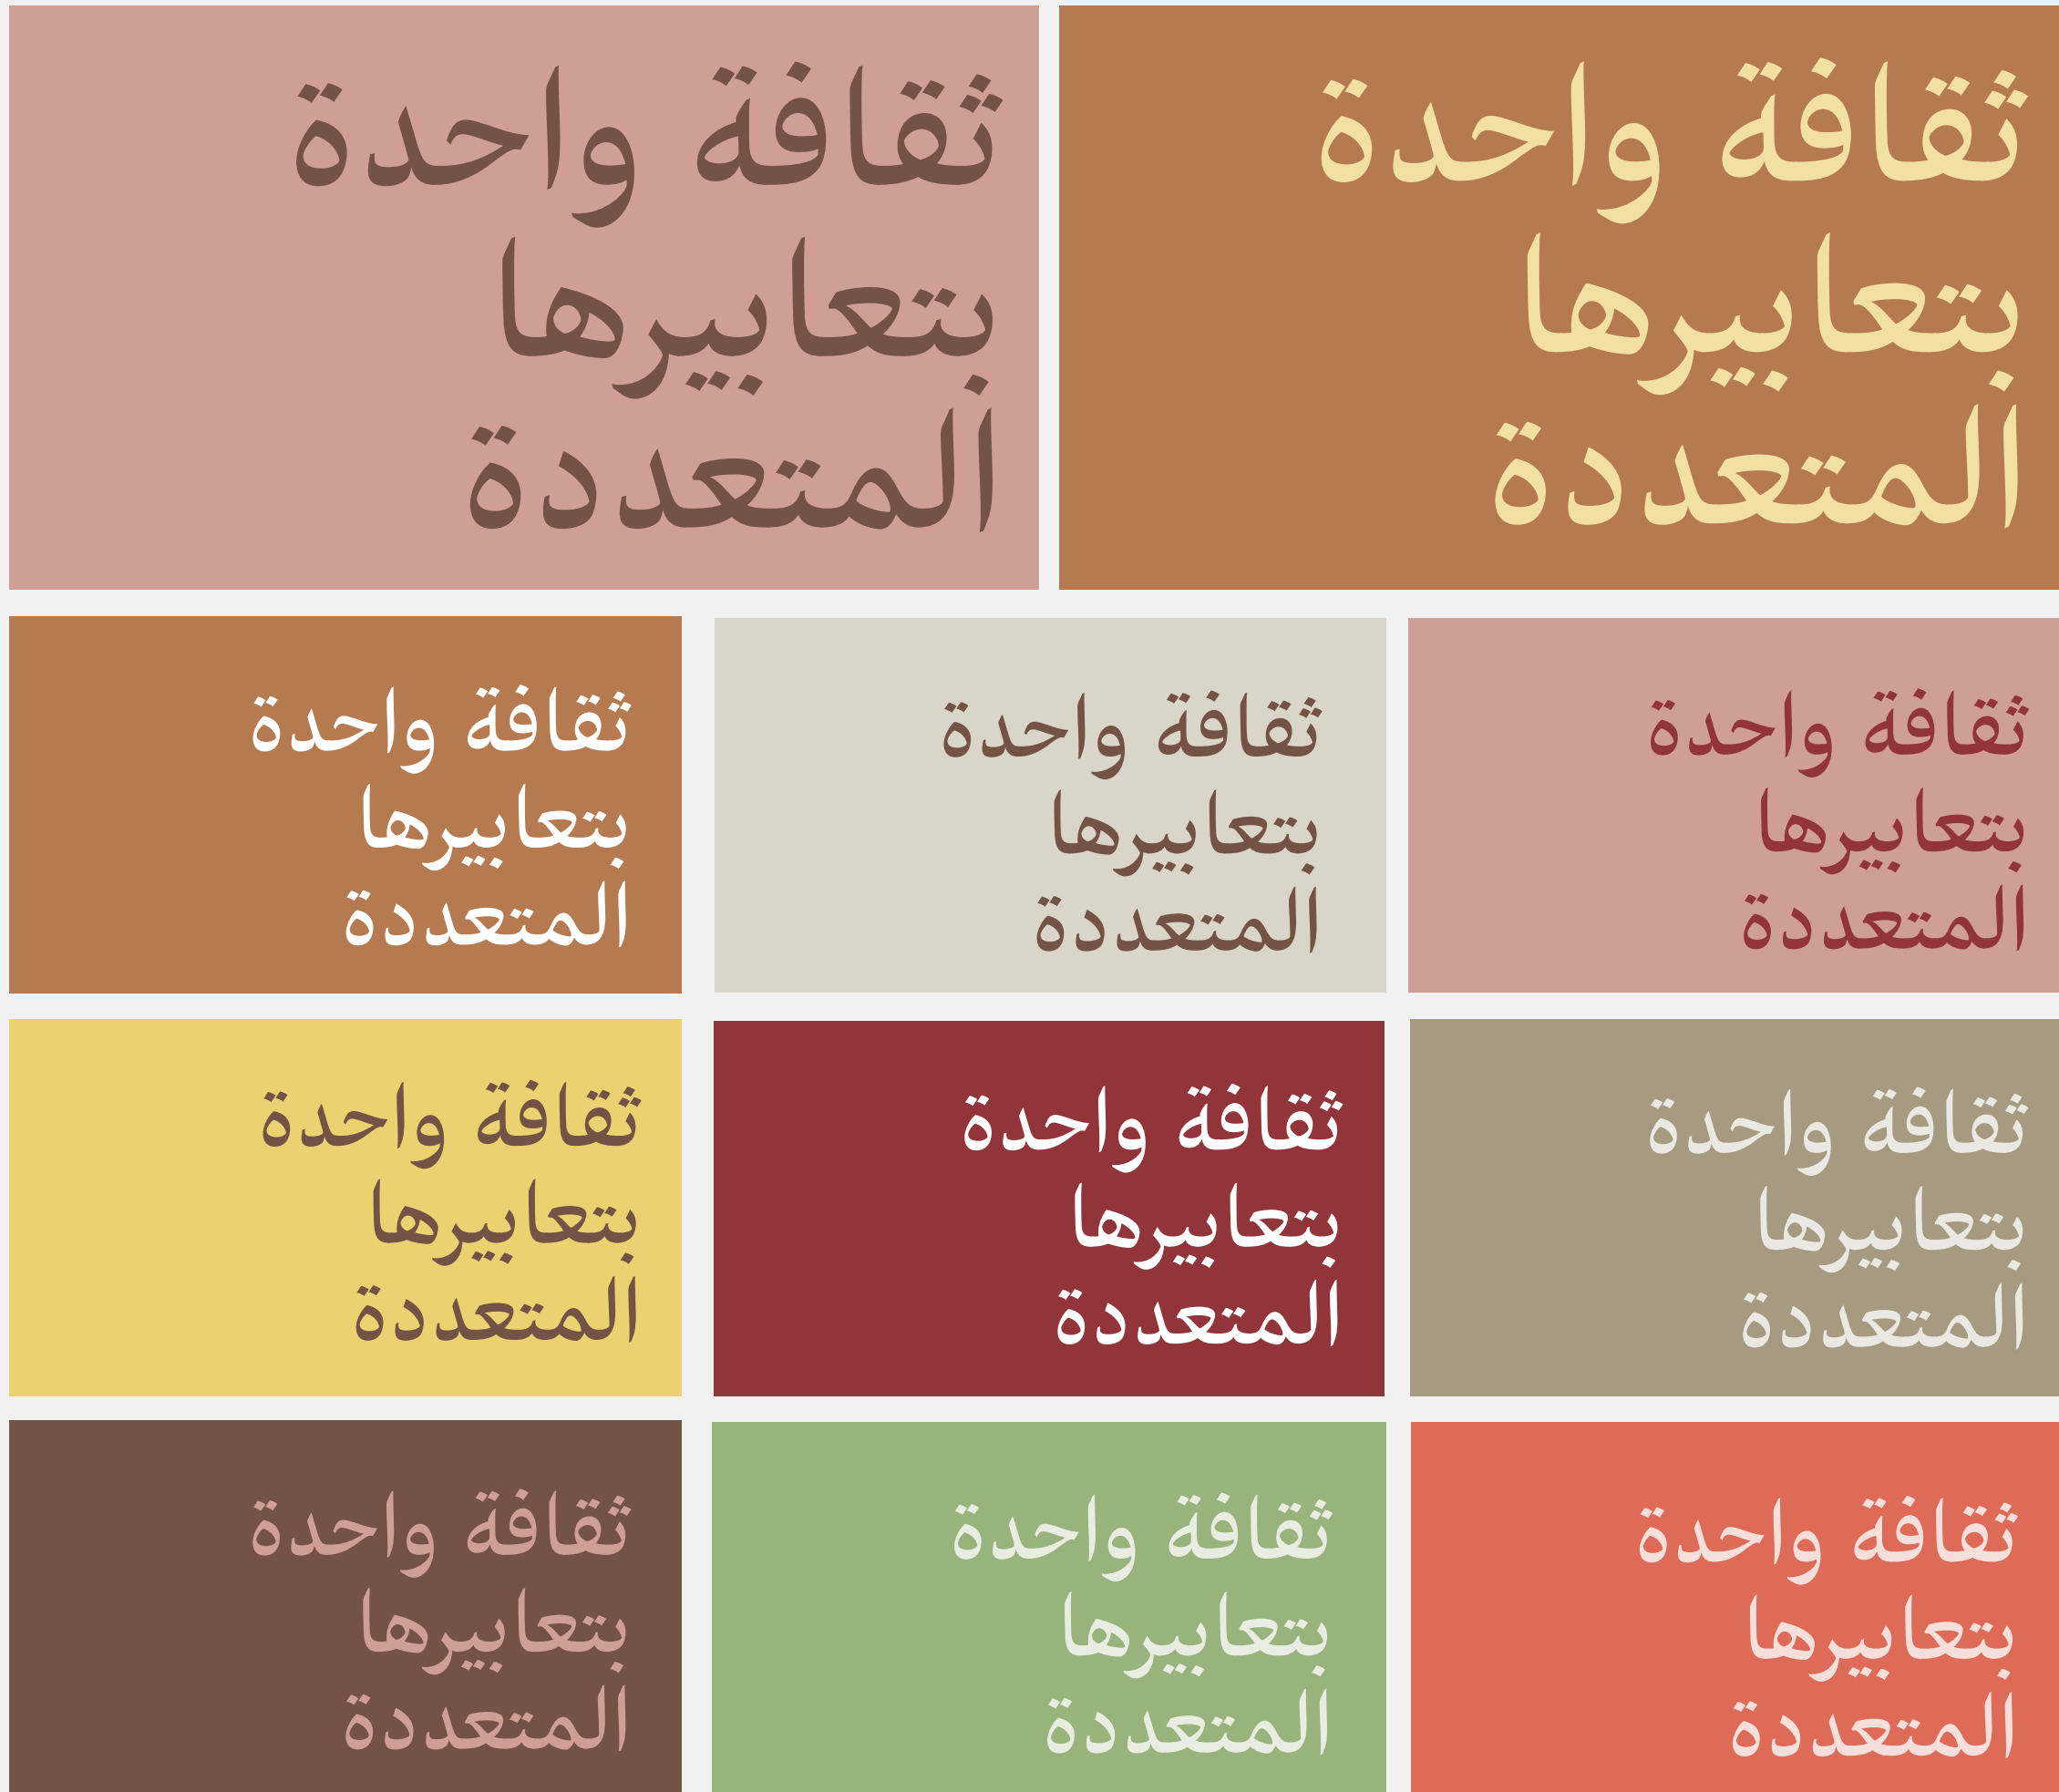 ثقافة واحدة
بتعابيرها
المتعددة
ثقافة واحدة
بتعابيرها
المتعددة
ثقافة واحدة
بتعابيرها
المتعددة
ثقافة واحدة
بتعابيرها
المتعددة
ثقافة واحدة
بتعابيرها
المتعددة
ثقافة واحدة
بتعابيرها
المتعددة
ثقافة واحدة
بتعابيرها
المتعددة
ثقافة واحدة
بتعابيرها
المتعددة
ثقافة واحدة
بتعابيرها
المتعددة
ثقافة واحدة
بتعابيرها
المتعددة
ثقافة واحدة
بتعابيرها
المتعددة